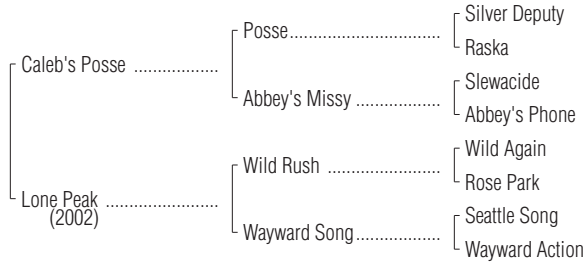 Silver Deputy
Posse
Raska
Caleb's Posse
Slewacide
Abbey's Missy
Abbey's Phone
Wild Again
Wild Rush
Rose Park
Lone Peak
(2002)
Seattle Song
Wayward Song
Wayward Action